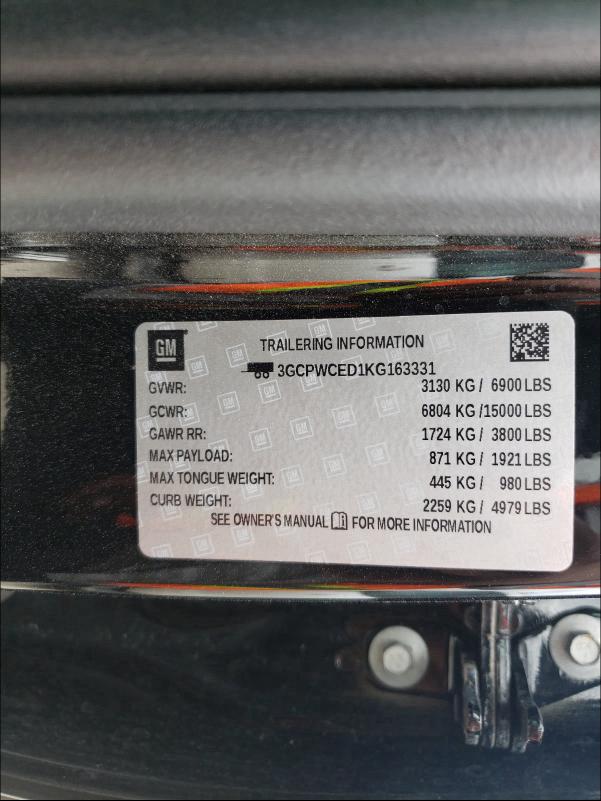 GM TRAILERING INFORMATION
3GCPWCED1KG163331
GVWR: 3130 KG / 6900 LBS
GCWR: 6804 KG /15000 LBS
GAWR RR: 1724 KG / 3800 LBS
MAX PAYLOAD: 871 KG / 1921 LBS
MAX TONGUE WEIGHT: 445 KG / 980 LBS
CURB WEIGHT: 2259 KG / 4979 LBS
SEE OWNER'S MANUAL FOR MORE INFORMATION